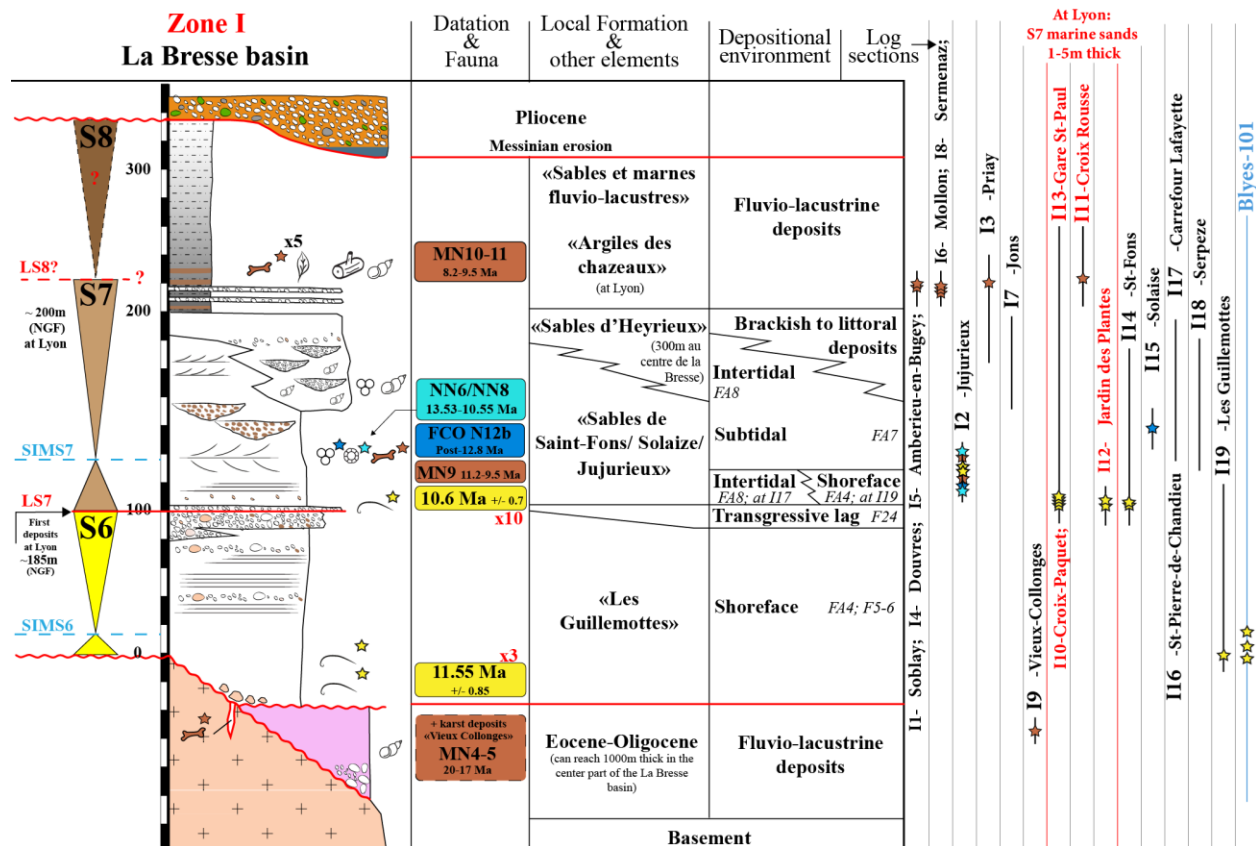 Zone I
La Bresse basin
Datation
&
Fauna
Local Formation
&
other elements
Depositional
environment
Log
sections
At Lyon:
S7 marine sands
1-5m thick
S8
?
300
LS8?
?
S7
~ 200m
(NGF)
at Lyon
200
SIMS7
LS7
100
First
deposits
at Lyon
~185m
(NGF)
S6
SIMS6
0
x5
x10
x3
MN10-11
8.2-9.5 Ma
NN6/NN8
13.53-10.55 Ma
FCO N12b
Post-12.8 Ma
MN9 11.2-9.5 Ma
10.6 Ma +/- 0.7
11.55 Ma
+/- 0.85
+ karst deposits
«Vieux Collonges»
MN4-5
20-17 Ma
Pliocene
Messinian erosion
«Sables et marnes
fluvio-lacustres»
«Argiles des
chazeaux»
(at Lyon)
«Sables d'Heyrieux»
(300m au
centre de la
Bresse)
«Sables de
Saint-Fons/ Solaize/
Jujurieux»
«Les
Guillemottes»
Eocene-Oligocene
(can reach 1000m thick in the
center part of the La Bresse
basin)
Basement
Fluvio-lacustrine
deposits
Brackish to littoral
deposits
Intertidal
FA8
Subtidal
FA7
Intertidal
FA8; at I17
Shoreface
FA4; at I19
Transgressive lag
F24
Shoreface
FA4; F5-6
Fluvio-lacustrine
deposits
I1- Soblay; I4- Douvres; I5- Amberieu-en-Bugey; I6- Mollon; I8- Sermenaz;
I2 -Jujurieux
I3 -Priay
I7 -Jons
I9 -Vieux-Collonges
I10-Croix-Paquet; I13-Gare St-Paul
I11-Croix Rousse
I12- Jardin des Plantes
I14 -St-Fons
I15 -Solaise
I16 -St-Pierre-de-Chandieu
I17 -Carrefour Lafayette
I18 -Serpeze
I19 -Les Guillemottes
Blyes-101